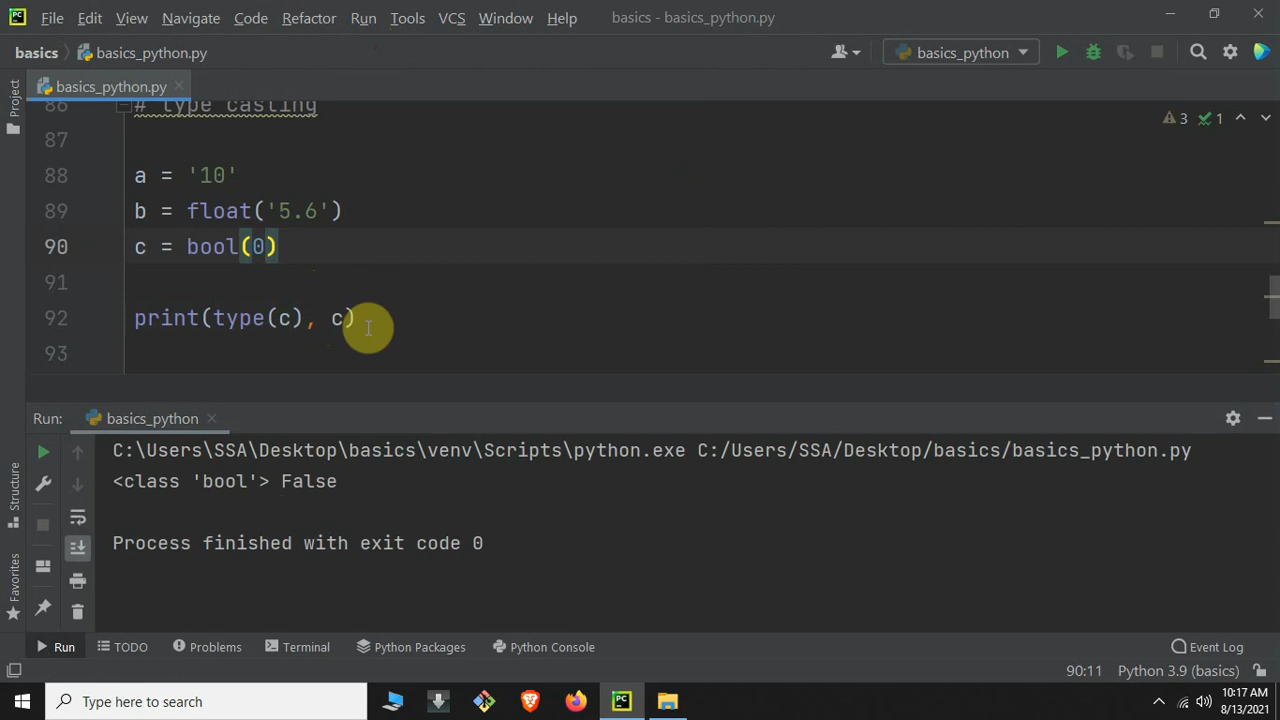 File Edit View Navigate Code Refactor Run Tools VCS Window Help basics - basics_python.py
basics basics_python.py basics_python
Project
basics_python.py
86 # type casting
3 1
87
88 a = '10'
89 b = float('5.6')
90 c = bool(0)
91
92 print(type(c), c)
93
Run: basics_python
C:\Users\SSA\Desktop\basics\venv\Scripts\python.exe C:/Users/SSA/Desktop/basics/basics_python.py
<class 'bool'> False
Process finished with exit code 0
Structure
Favorites
Run TODO Problems Terminal Python Packages Python Console Event Log
90:11 Python 3.9 (basics)
Type here to search
10:17 AM
8/13/2021